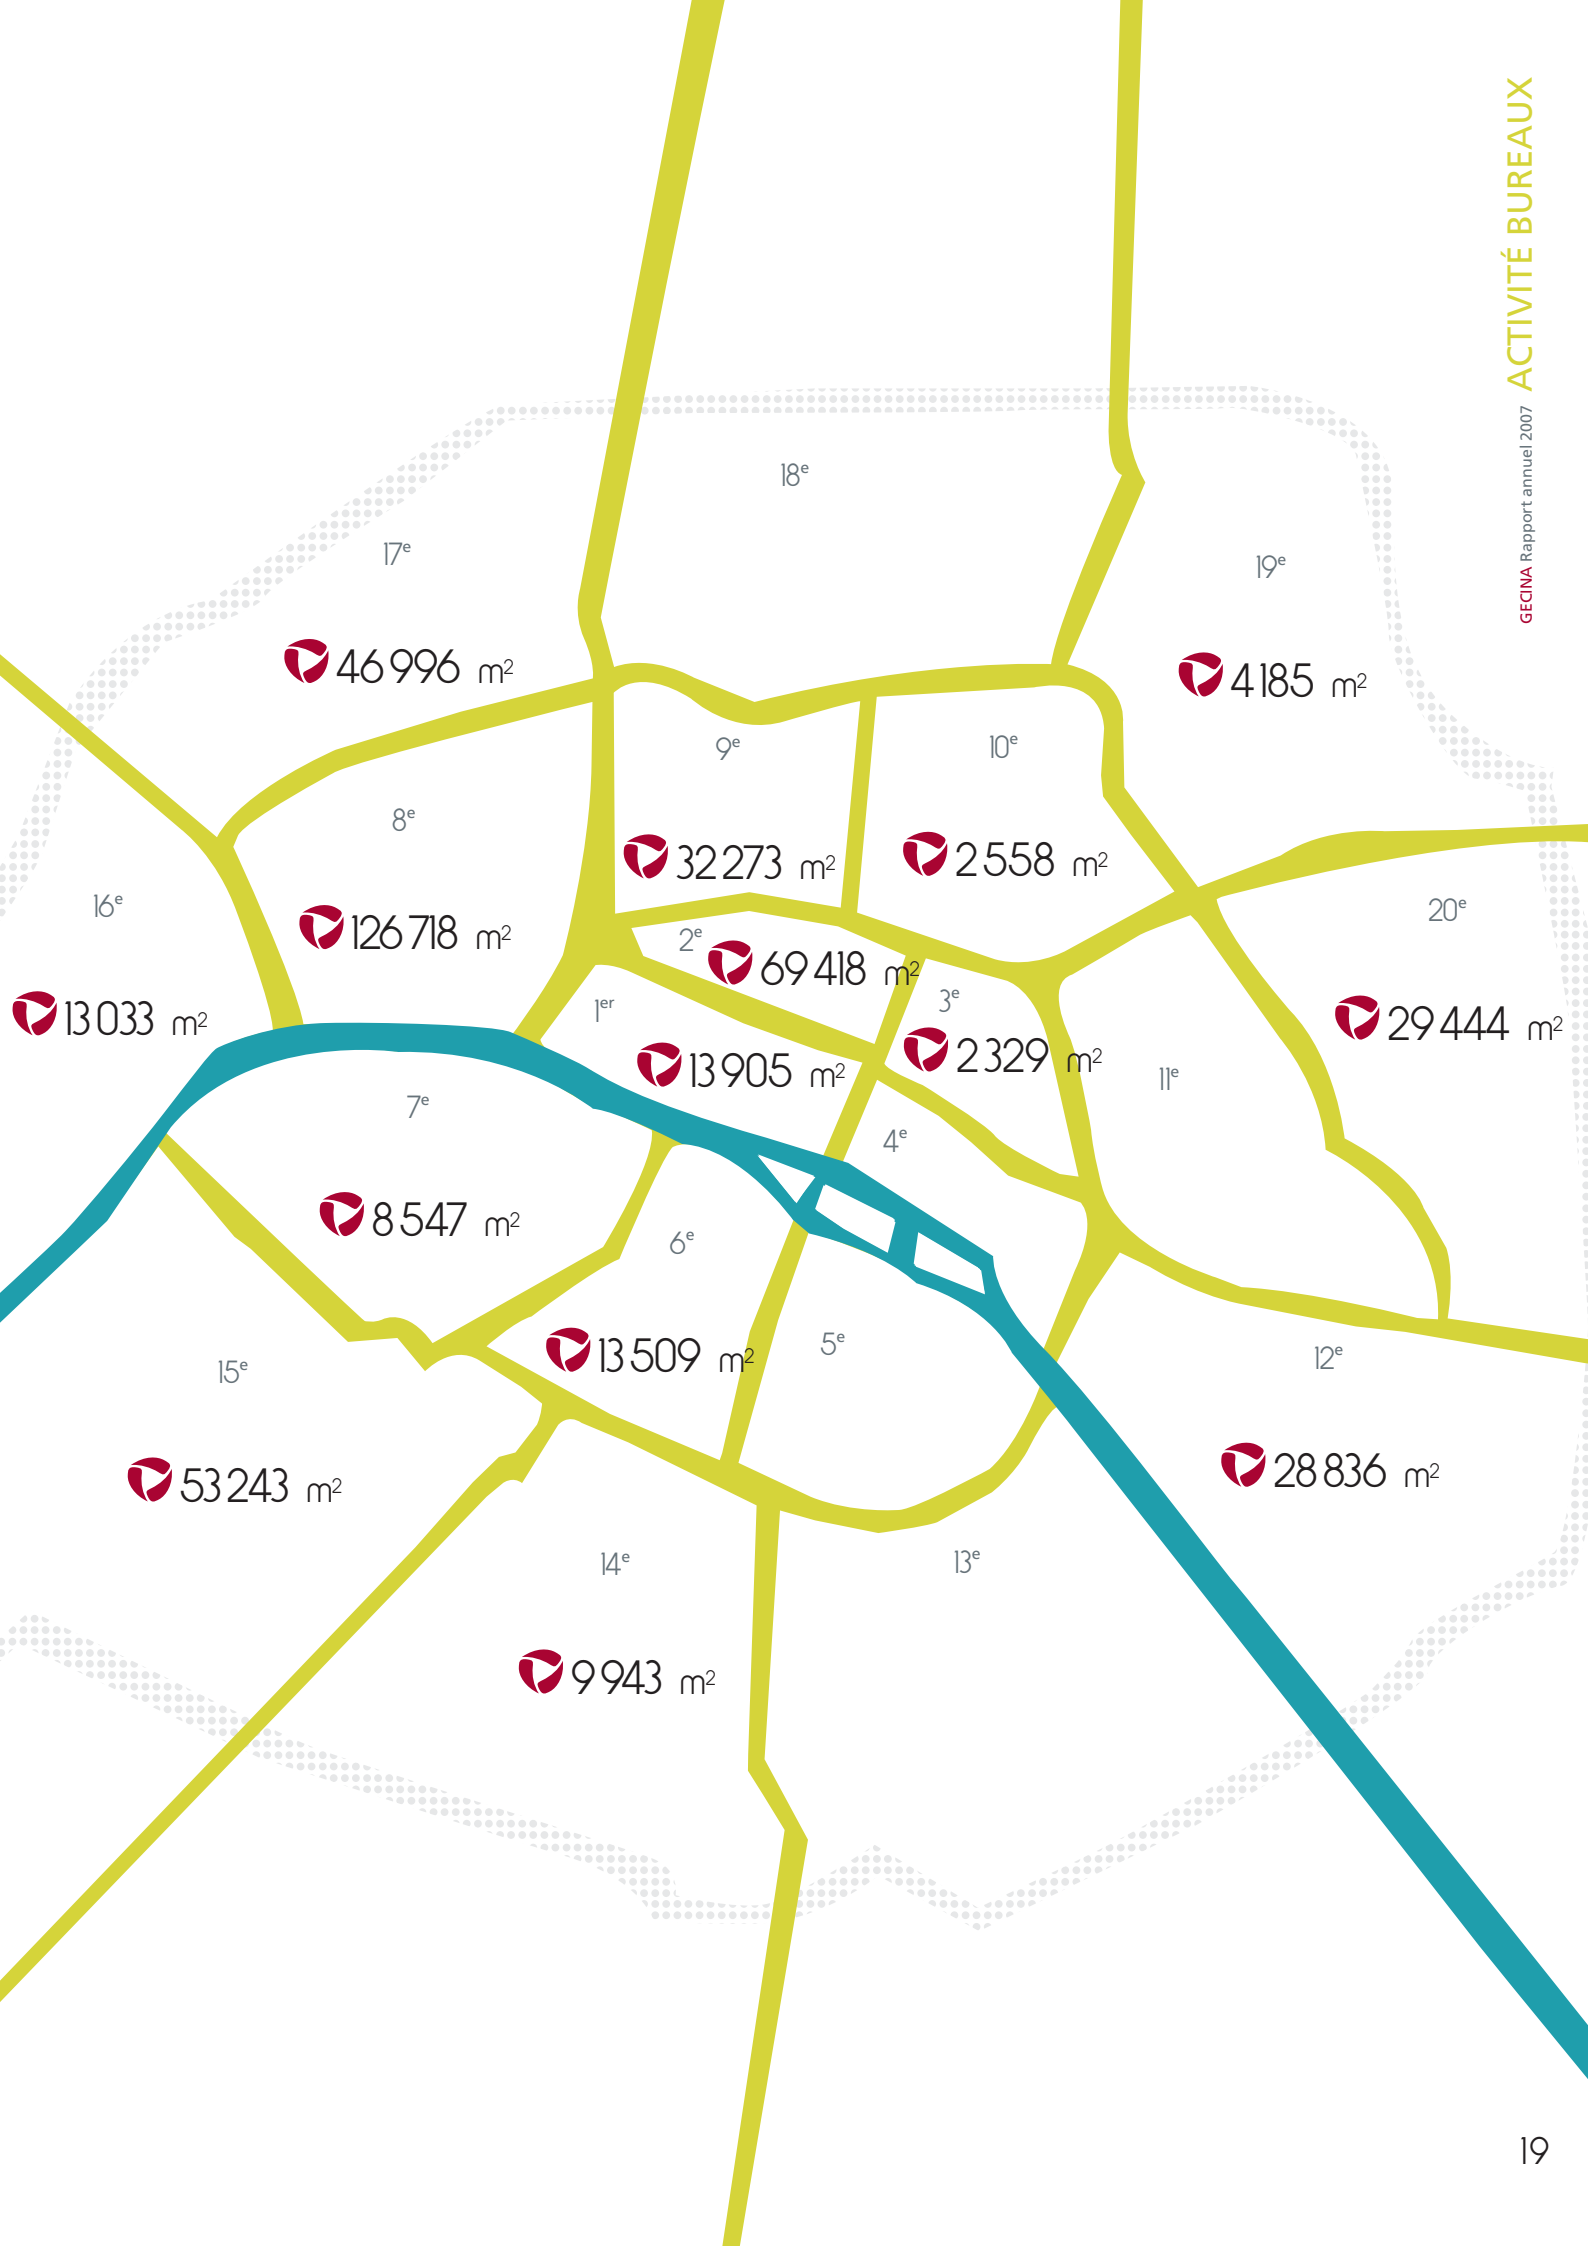 GECINA Rapport annuel 2007 ACTIVITÉ BUREAUX
18e
17e
19e
46 996 m²
4 185 m²
9e
10e
8e
32 273 m²
2 558 m²
16e
20e
126 718 m²
2e
69 418 m²
1er
3e
13 033 m²
29 444 m²
13 905 m²
2 329 m²
11e
7e
4e
8 547 m²
6e
5e
13 509 m²
15e
12e
53 243 m²
28 836 m²
14e
13e
9 943 m²
19